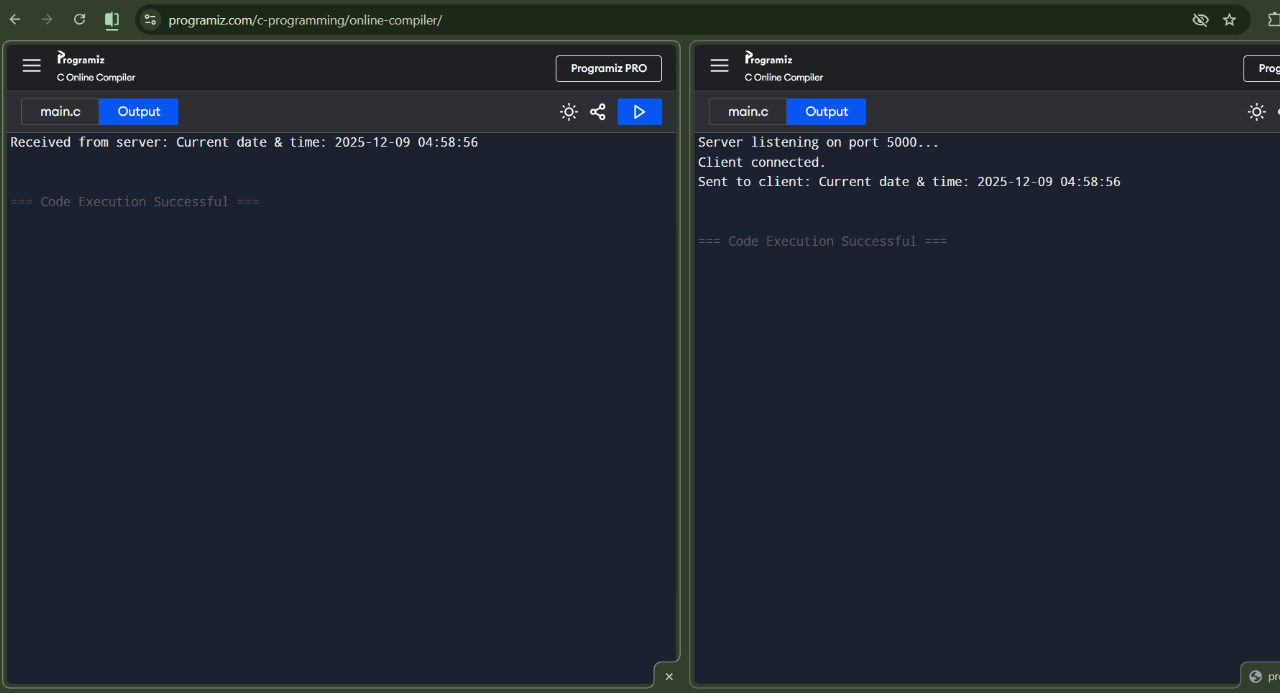 programiz.com/c-programming/online-compiler/
Programiz
C Online Compiler
Programiz PRO
main.c
Output
Received from server: Current date & time: 2025-12-09 04:58:56
=== Code Execution Successful ===
Programiz
C Online Compiler
main.c
Output
Server listening on port 5000...
Client connected.
Sent to client: Current date & time: 2025-12-09 04:58:56
=== Code Execution Successful ===